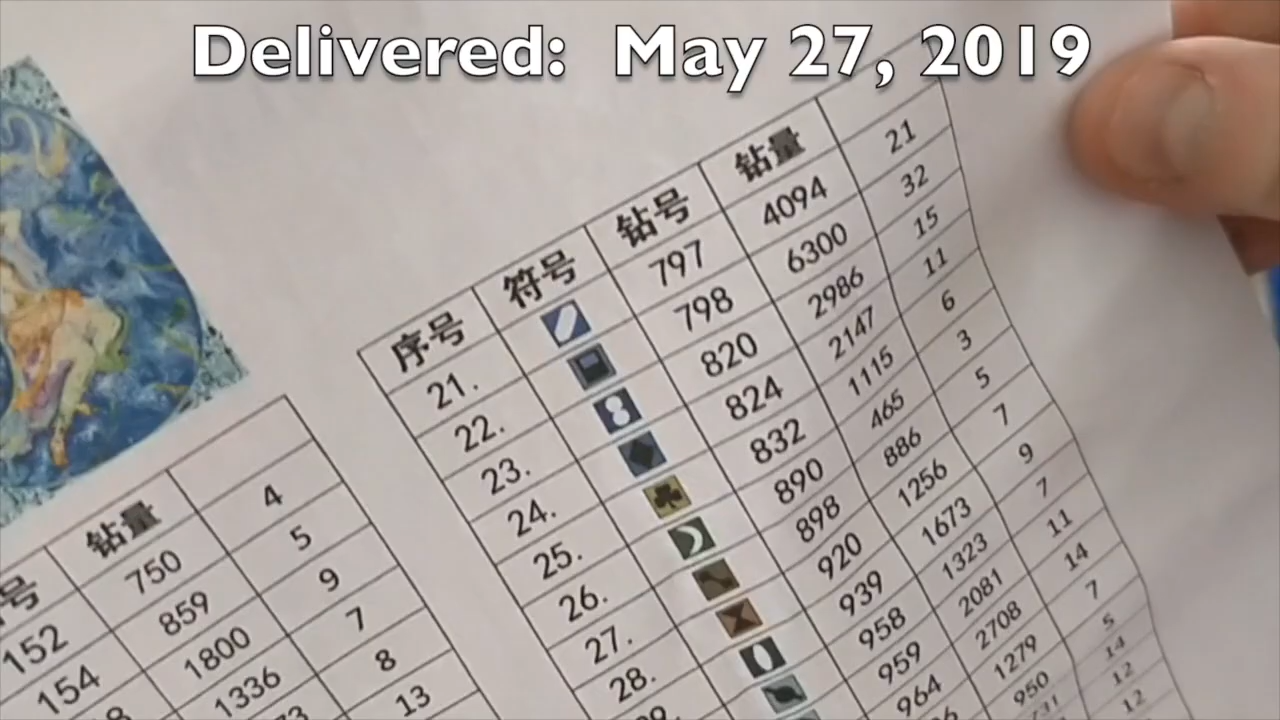 Delivered: May 27, 2019
序号 符号 钻号 钻量
21. 797 4094 21
22. 798 6300 32
23. 820 2986 15
24. 824 2147 11
25. 832 1115 6
26. 890 465 3
27. 898 886 5
28. 920 1256 7
939 1673 9
958 1323 7
959 2081 11
964 2708 14
1279 7
950 5
14
12
12
号 钻量
152 750 4
154 859 5
1800 9
1336 7
8
13